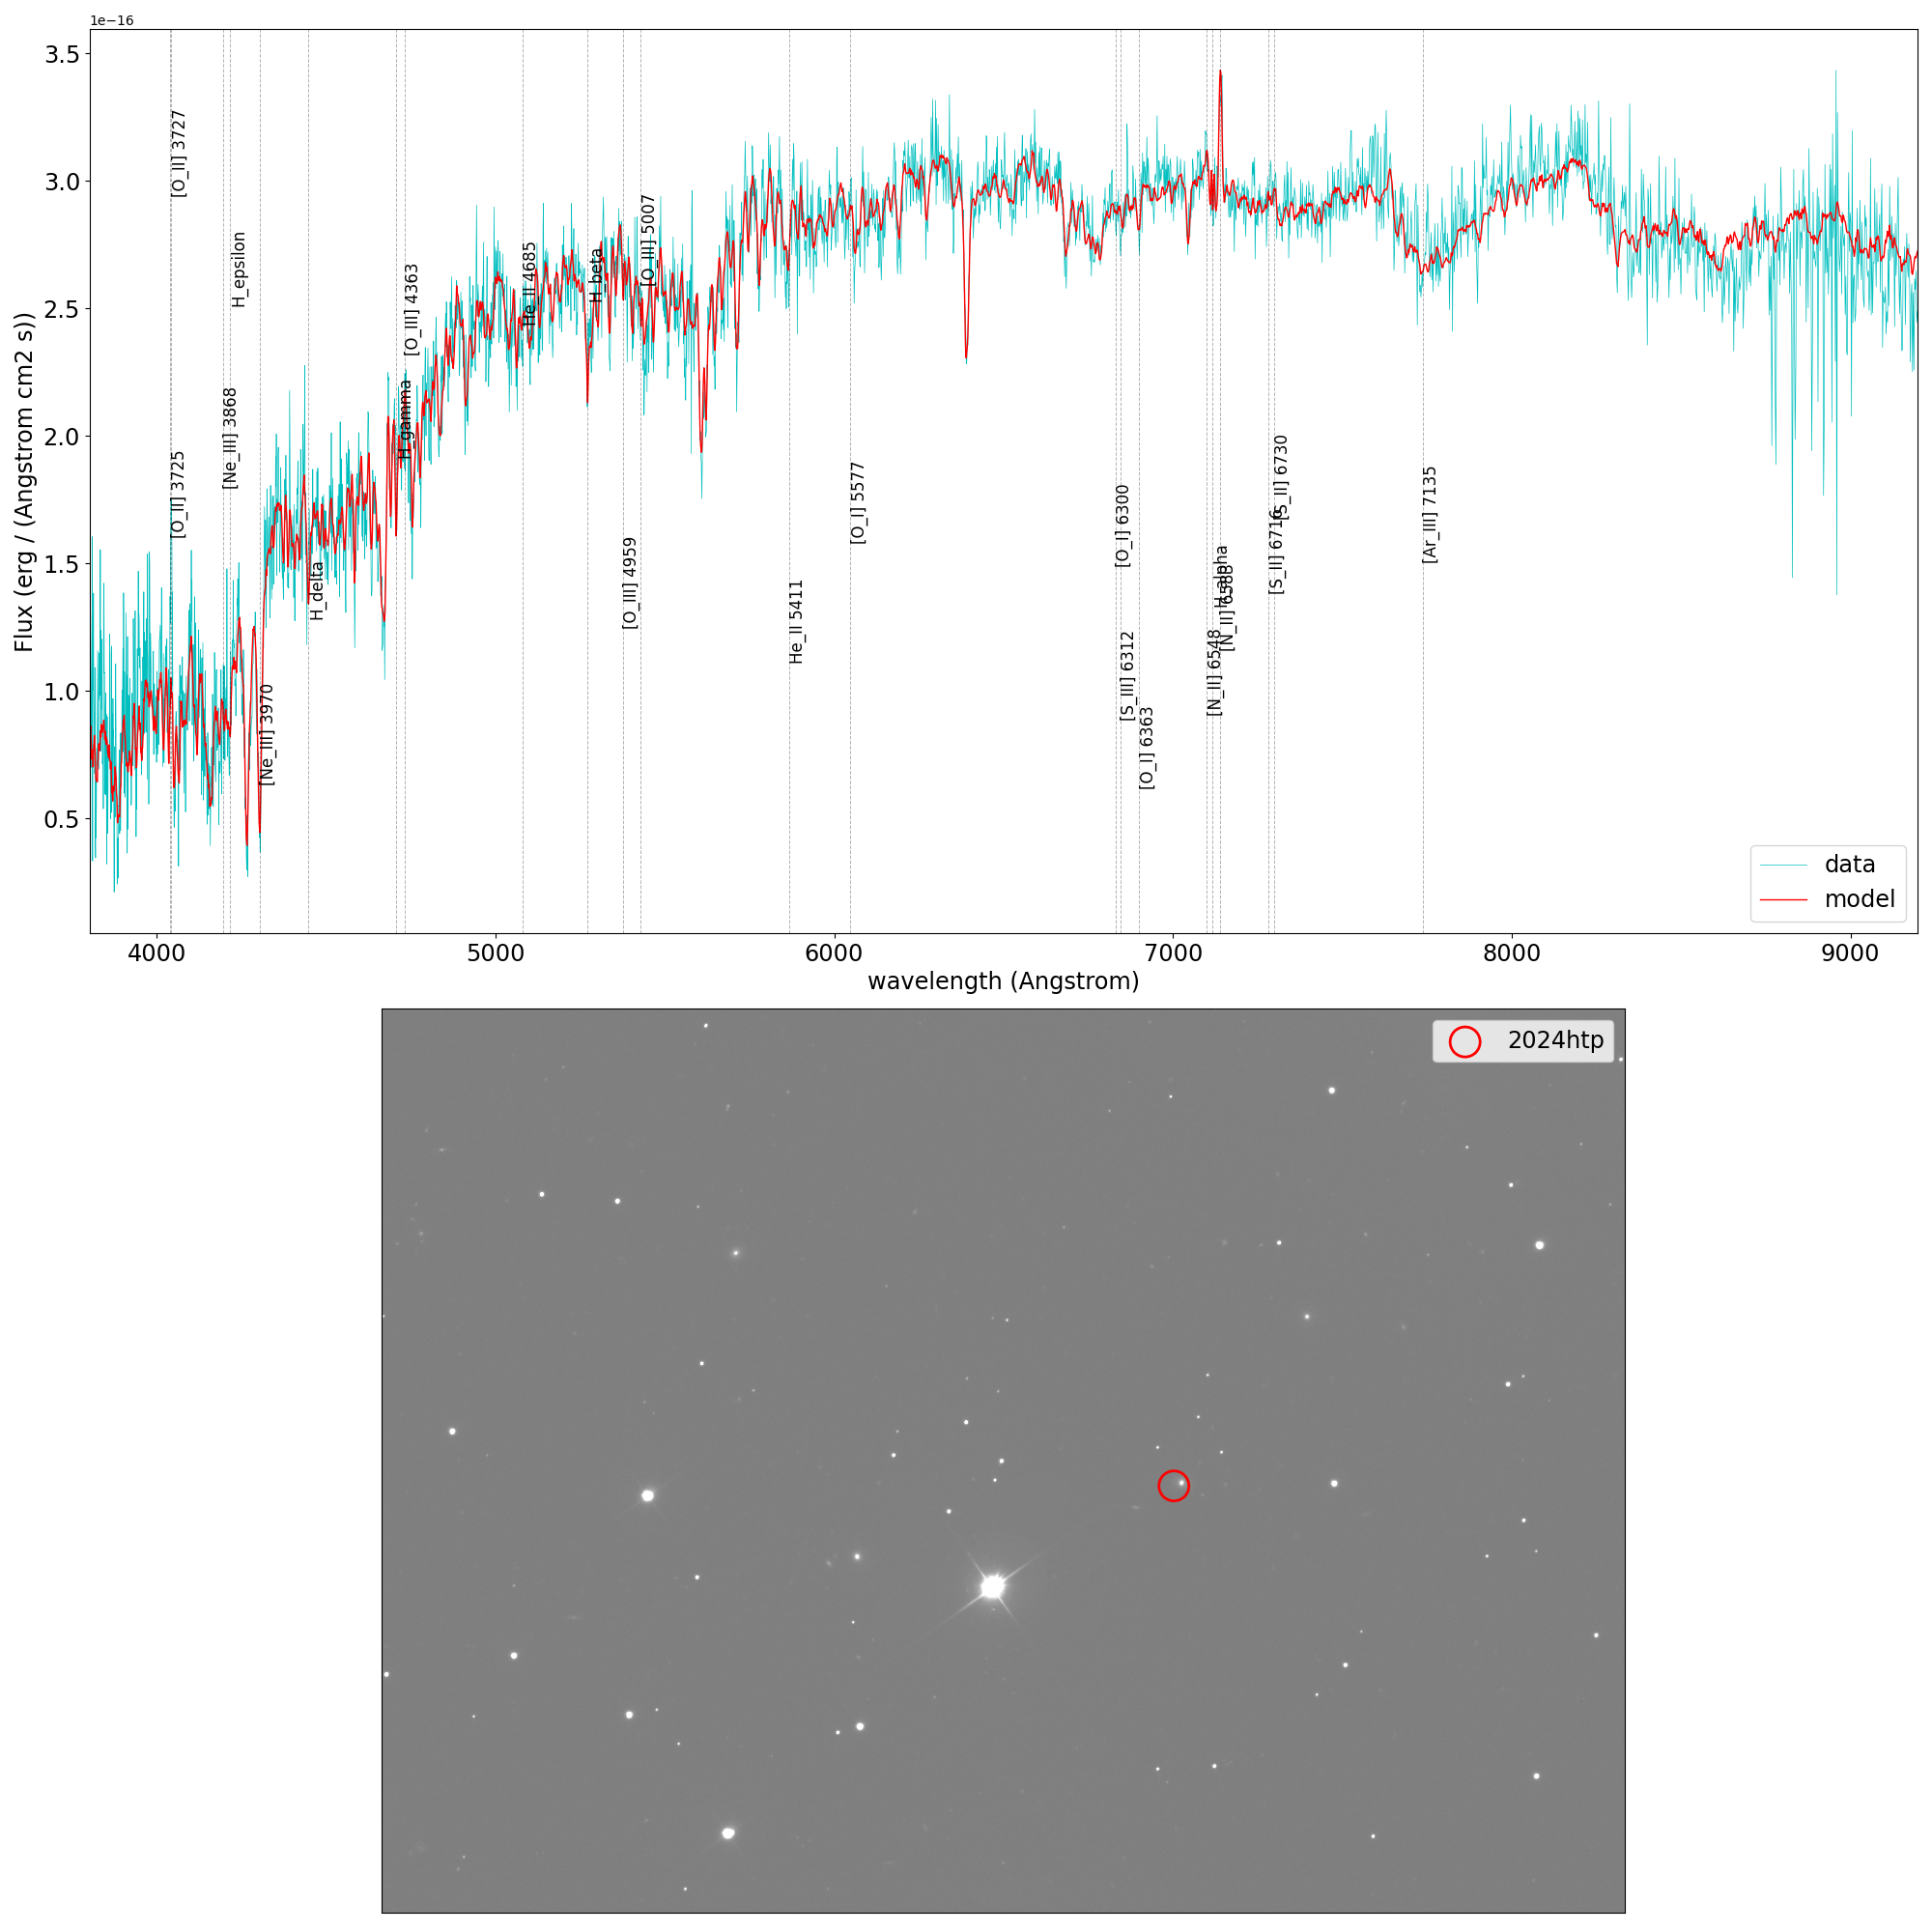 1e−16
3.5
3.0
2.5
2.0
1.5
1.0
0.5
Flux (erg / (Angstrom cm2 s))
[O_II] 3727
[O_II] 3725
[Ne_III] 3868
H_epsilon
[Ne_III] 3970
H_delta
H_gamma
[O_III] 4363
He_II 4685
H_beta
[O_III] 4959
[O_III] 5007
He_II 5411
[O_I] 5577
[O_I] 6300
[S_III] 6312
[O_I] 6363
[N_II] 6548
H_alpha
[N_II] 6583
[S_II] 6716
[S_II] 6730
[Ar_III] 7135
data
model
4000 5000 6000 7000 8000 9000
wavelength (Angstrom)
2024htp